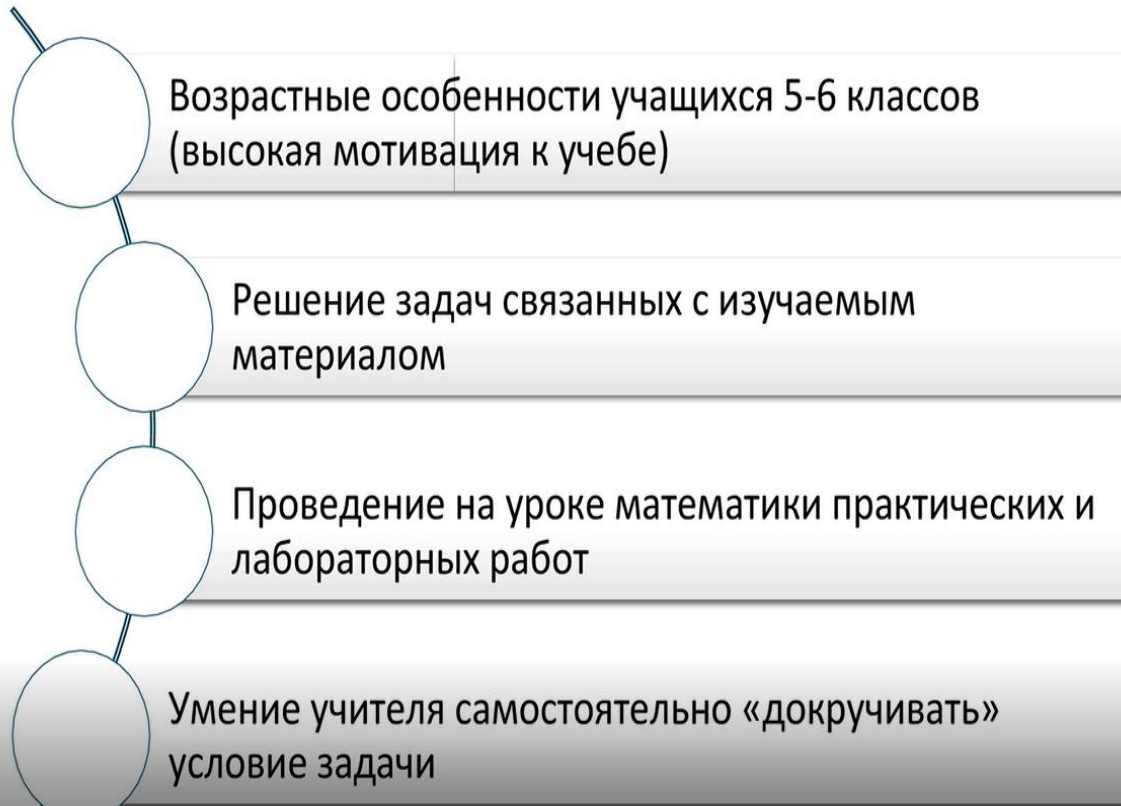 Возрастные особенности учащихся 5-6 классов
(высокая мотивация к учебе)
Решение задач связанных с изучаемым
материалом
Проведение на уроке математики практических и
лабораторных работ
Умение учителя самостоятельно «докручивать»
условие задачи